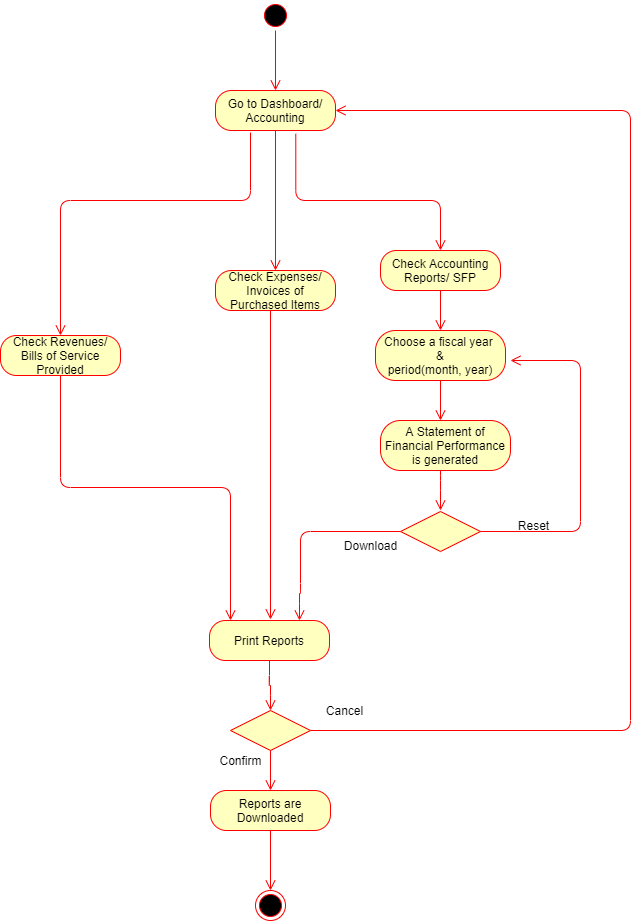 Go to Dashboard/
Accounting
Check Accounting
Reports/ SFP
Check Expenses/
Invoices of
Purchased Items
Check Revenues/
Bills of Service
Provided
Choose a fiscal year
&
period(month, year)
A Statement of
Financial Performance
is generated
Reset
Download
Print Reports
Cancel
Confirm
Reports are
Downloaded